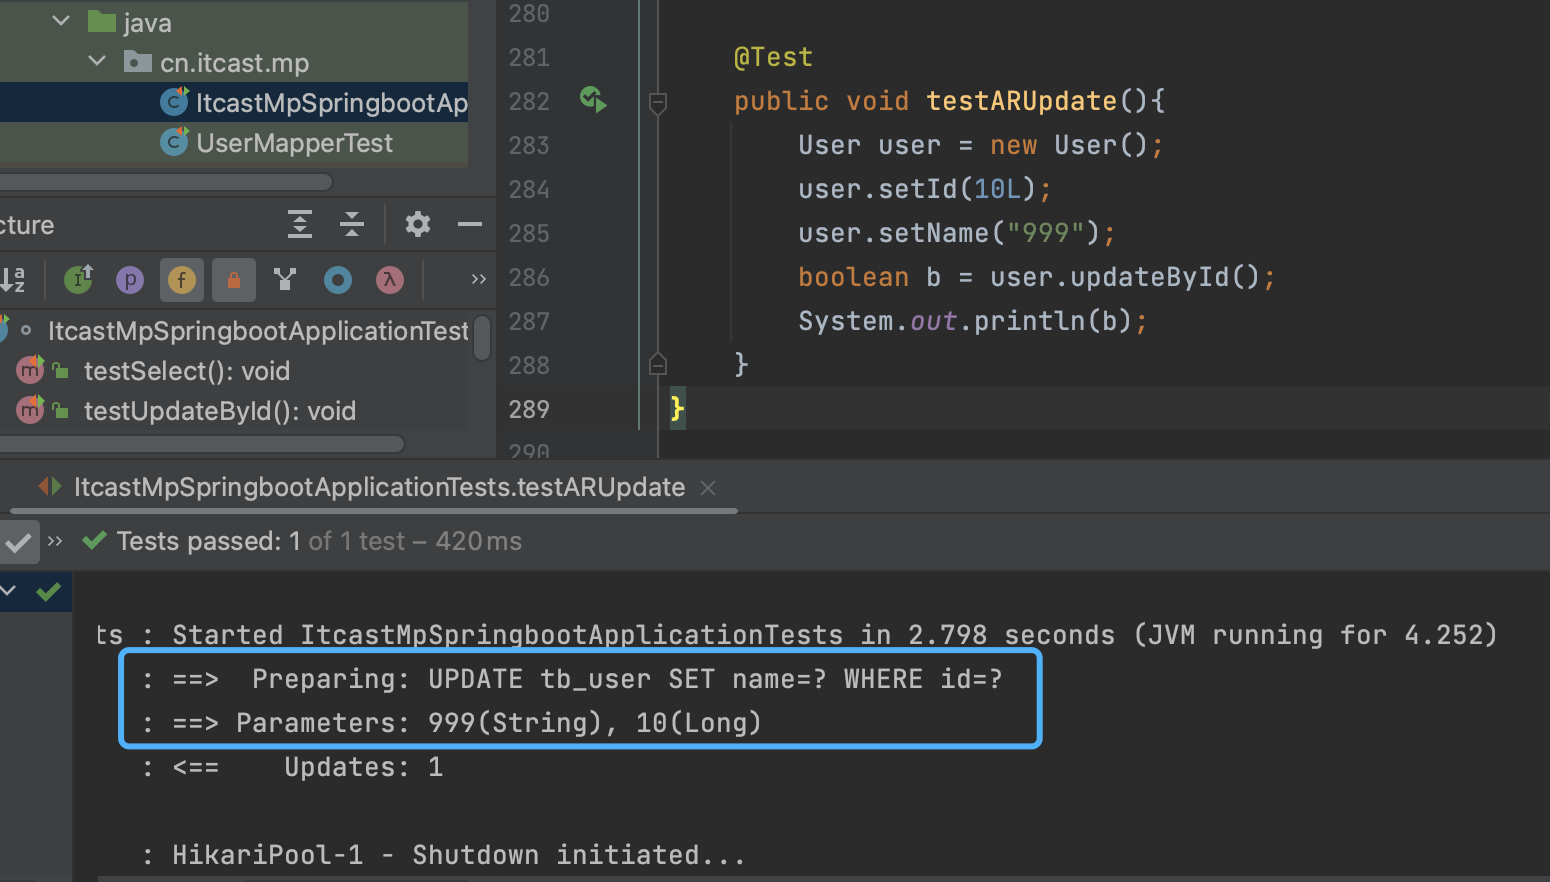 java
cn.itcast.mp
ItcastMpSpringbootAp
UserMapperTest
cture
ItcastMpSpringbootApplicationTest
testSelect(): void
testUpdateById(): void
280
281 @Test
282 public void testARUpdate(){
283 User user = new User();
284 user.setId(10L);
285 user.setName("999");
286 boolean b = user.updateById();
287 System.out.println(b);
288 }
289 }
290
ItcastMpSpringbootApplicationTests.testARUpdate
Tests passed: 1 of 1 test – 420 ms
ts : Started ItcastMpSpringbootApplicationTests in 2.798 seconds (JVM running for 4.252)
: ==>  Preparing: UPDATE tb_user SET name=? WHERE id=?
: ==> Parameters: 999(String), 10(Long)
: <==    Updates: 1
: HikariPool-1 - Shutdown initiated...